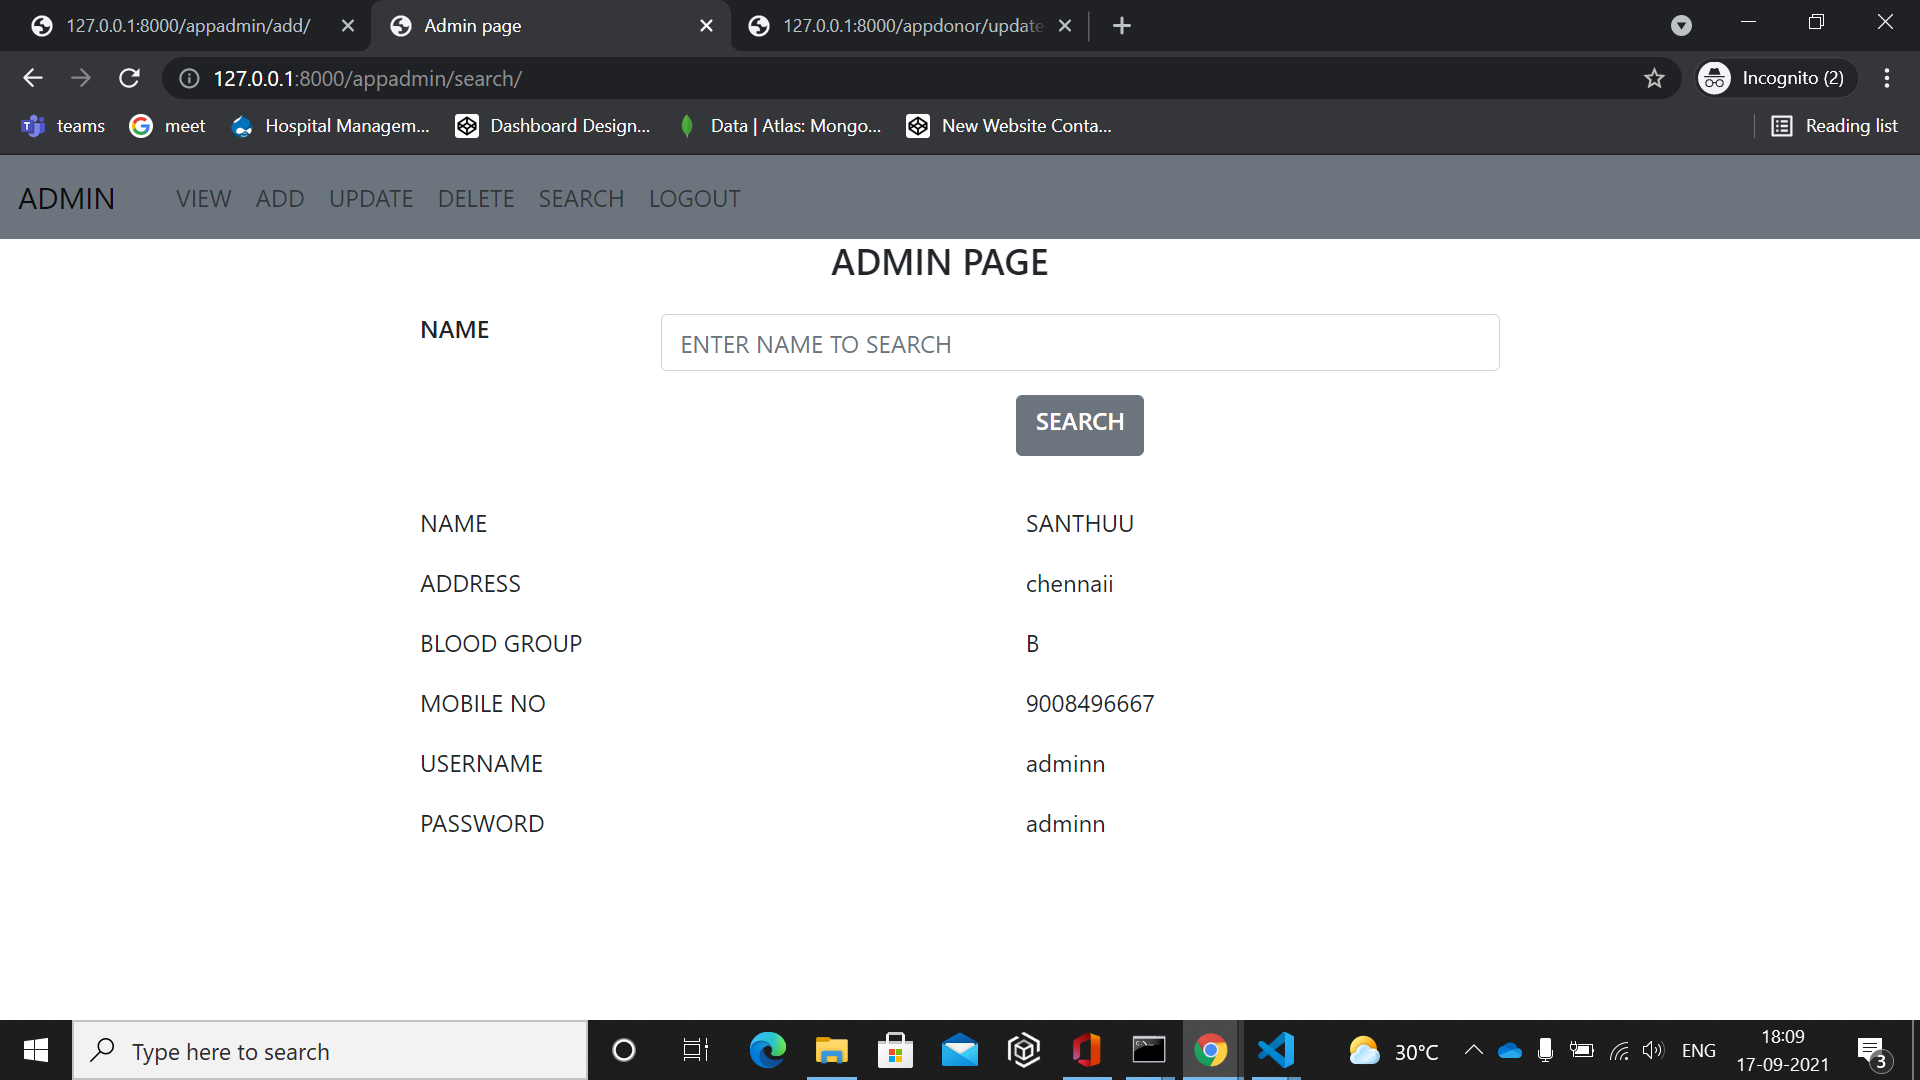 127.0.0.1:8000/appadmin/add/
Admin page
127.0.0.1:8000/appdonor/update
127.0.0.1:8000/appadmin/search/
Incognito (2)
teams
meet
Hospital Managem...
Dashboard Design...
Data | Atlas: Mongo...
New Website Conta...
Reading list
ADMIN VIEW ADD UPDATE DELETE SEARCH LOGOUT
ADMIN PAGE
NAME
ENTER NAME TO SEARCH
SEARCH
NAME SANTHUU
ADDRESS chennaii
BLOOD GROUP B
MOBILE NO 9008496667
USERNAME adminn
PASSWORD adminn
Type here to search
30°C
ENG
18:09
17-09-2021
3